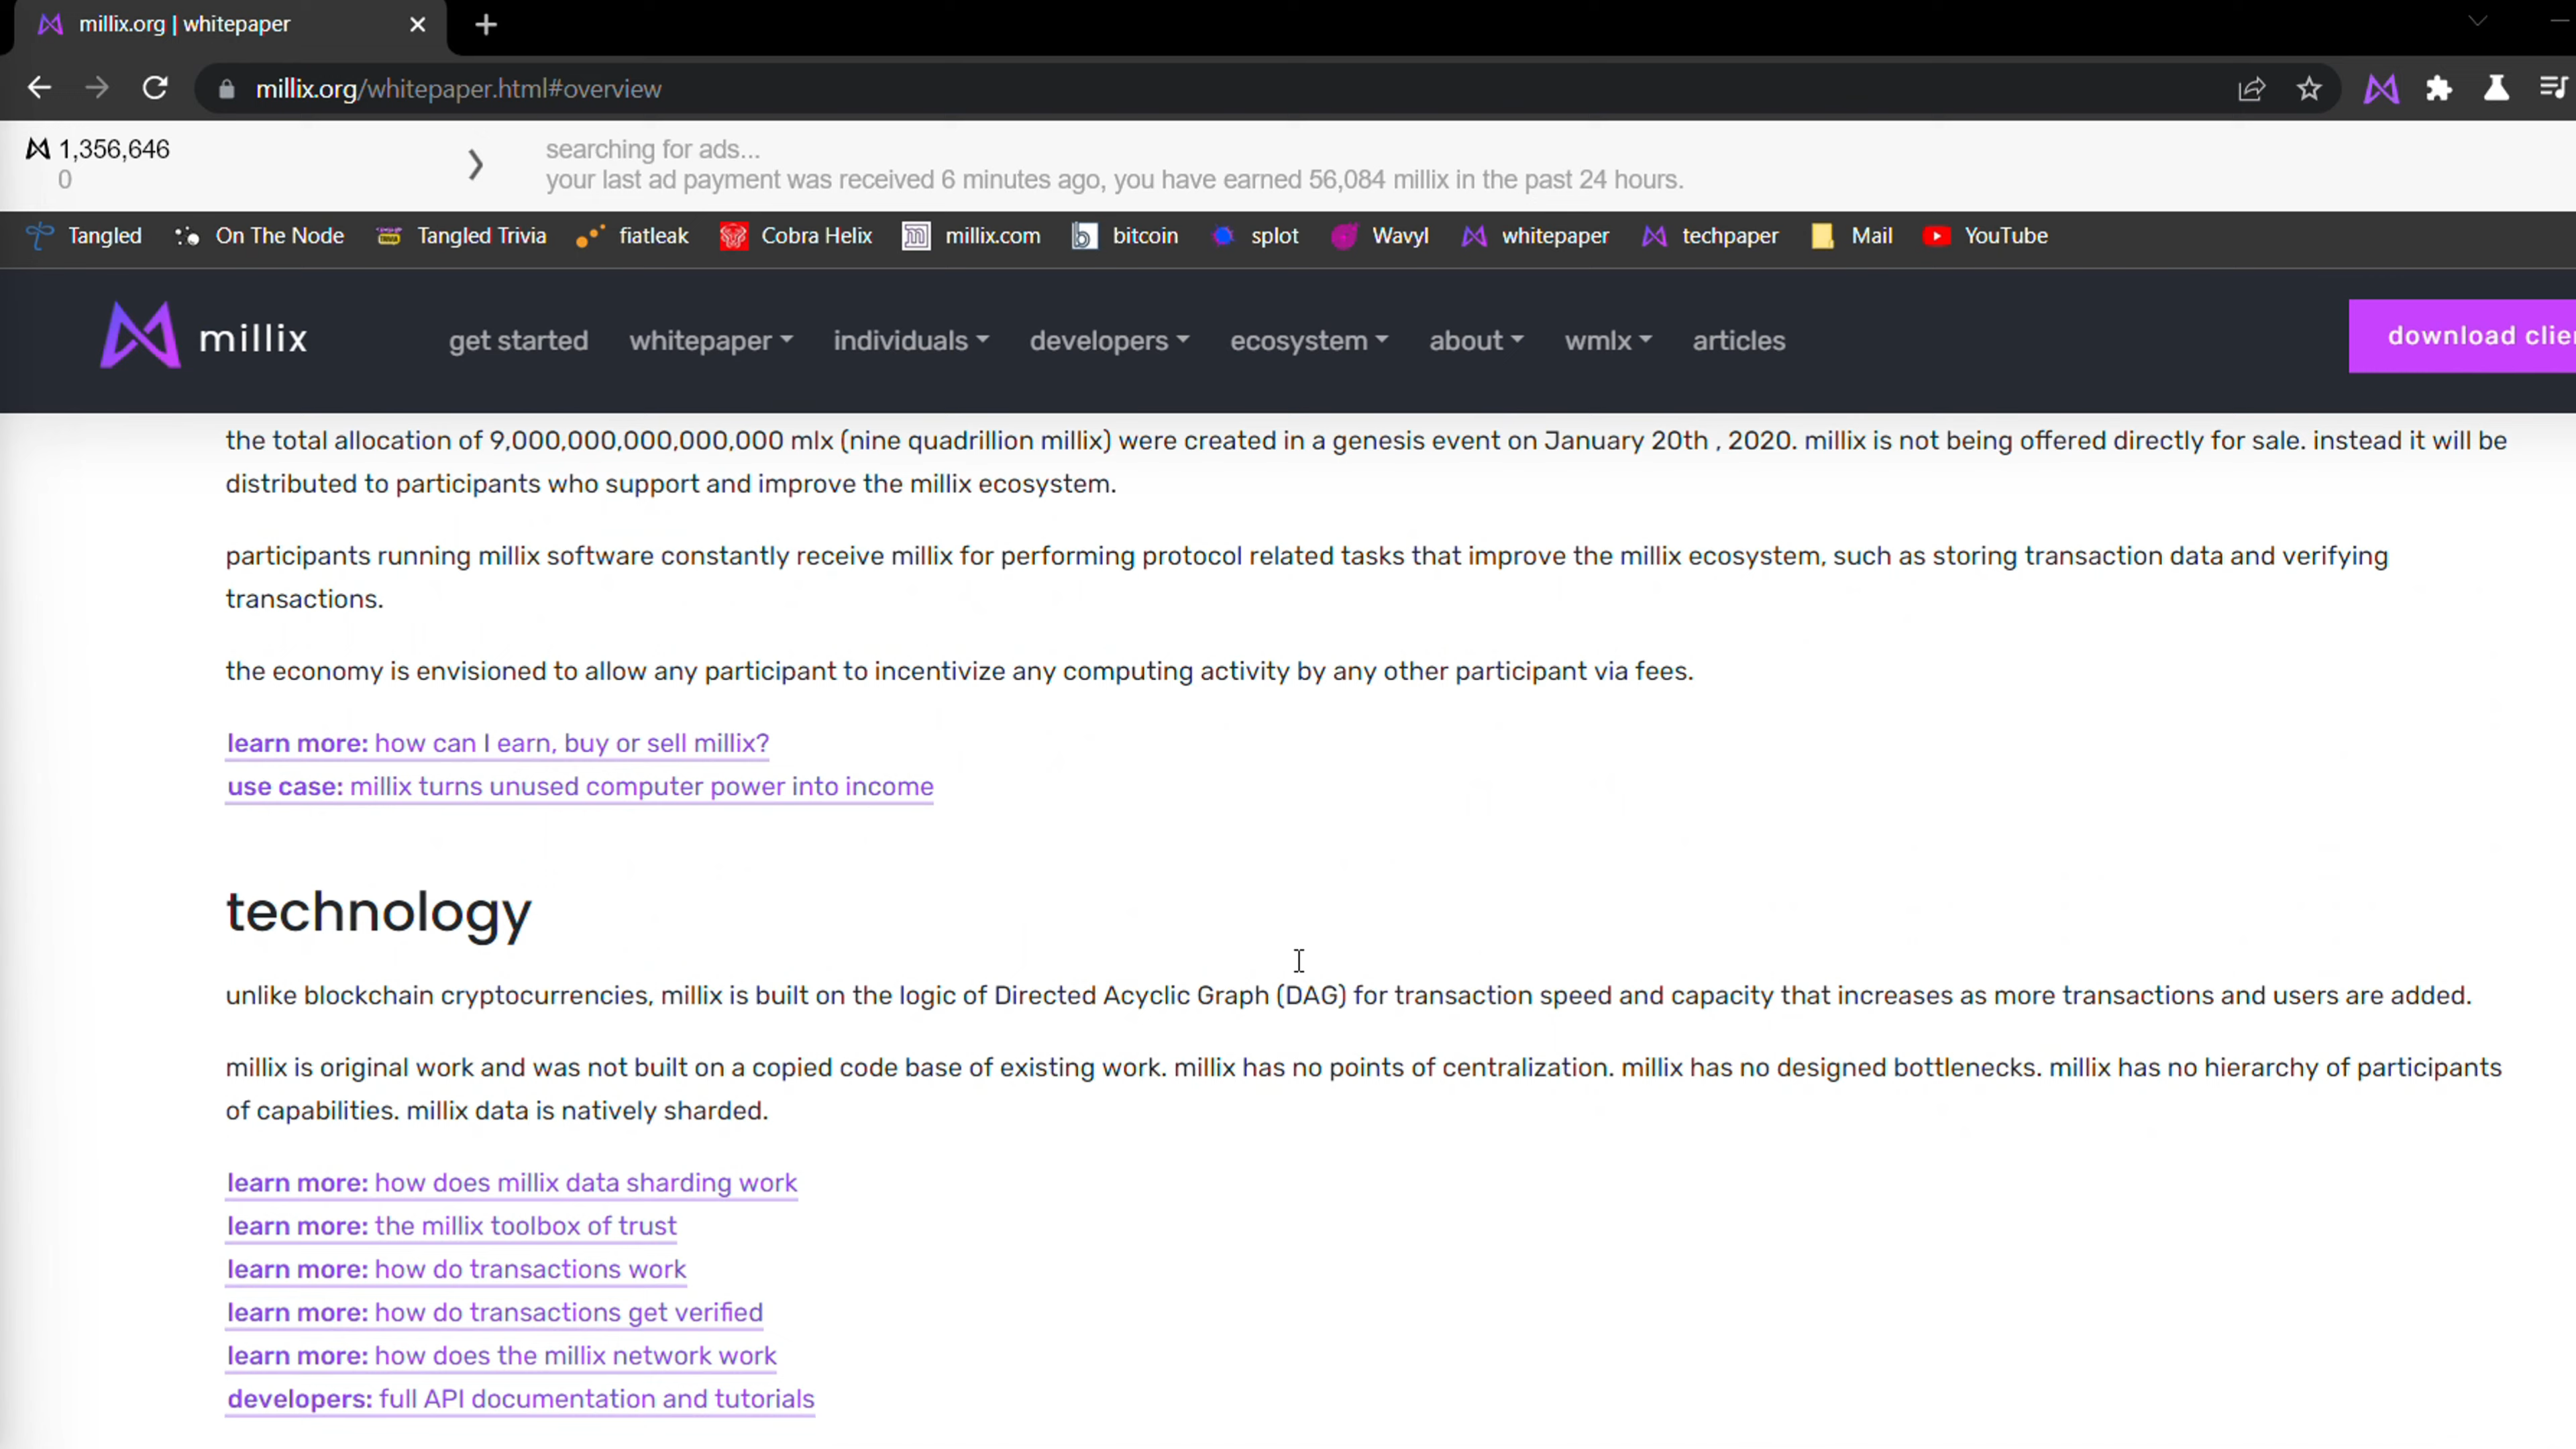 millix.org | whitepaper
millix.org/whitepaper.html#overview
1,356,646
0
searching for ads...
your last ad payment was received 6 minutes ago, you have earned 56,084 millix in the past 24 hours.
Tangled On The Node Tangled Trivia fiatleak Cobra Helix millix.com bitcoin splot Wavyl whitepaper techpaper Mail YouTube
millix get started whitepaper individuals developers ecosystem about wmlx articles download clie
the total allocation of 9,000,000,000,000,000 mlx (nine quadrillion millix) were created in a genesis event on January 20th , 2020. millix is not being offered directly for sale. instead it will be
distributed to participants who support and improve the millix ecosystem.
participants running millix software constantly receive millix for performing protocol related tasks that improve the millix ecosystem, such as storing transaction data and verifying
transactions.
the economy is envisioned to allow any participant to incentivize any computing activity by any other participant via fees.
learn more: how can I earn, buy or sell millix?
use case: millix turns unused computer power into income
technology
unlike blockchain cryptocurrencies, millix is built on the logic of Directed Acyclic Graph (DAG) for transaction speed and capacity that increases as more transactions and users are added.
millix is original work and was not built on a copied code base of existing work. millix has no points of centralization. millix has no designed bottlenecks. millix has no hierarchy of participants
of capabilities. millix data is natively sharded.
learn more: how does millix data sharding work
learn more: the millix toolbox of trust
learn more: how do transactions work
learn more: how do transactions get verified
learn more: how does the millix network work
developers: full API documentation and tutorials